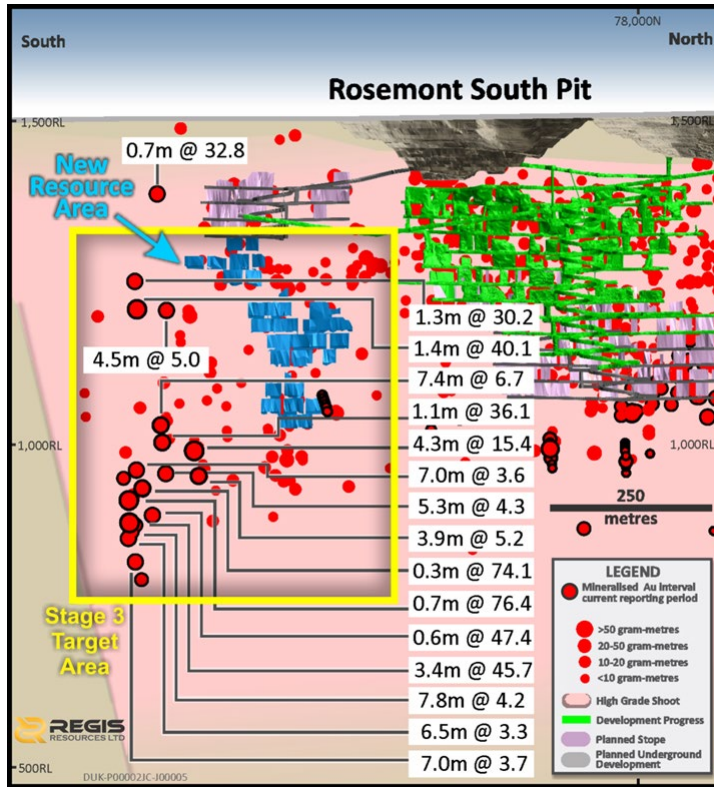 78,000N
South
North
Rosemont South Pit
1,500RL
1,500RL
0.7m @ 32.8
New
Resource
Area
1.3m @ 30.2
1.4m @ 40.1
4.5m @ 5.0
7.4m @ 6.7
1.1m @ 36.1
1,000RL
4.3m @ 15.4
1,000RL
7.0m @ 3.6
5.3m @ 4.3
250
metres
3.9m @ 5.2
0.3m @ 74.1
0.7m @ 76.4
0.6m @ 47.4
3.4m @ 45.7
7.8m @ 4.2
6.5m @ 3.3
7.0m @ 3.7
Stage 3
Target
Area
LEGEND
Mineralised Au interval
current reporting period
>50 gram-metres
20-50 gram-metres
10-20 gram-metres
<10 gram-metres
High Grade Shoot
Development Progress
Planned Stope
Planned Underground
Development
REGIS
RESOURCES LTD
500RL
DUK-P00002JC-J00005